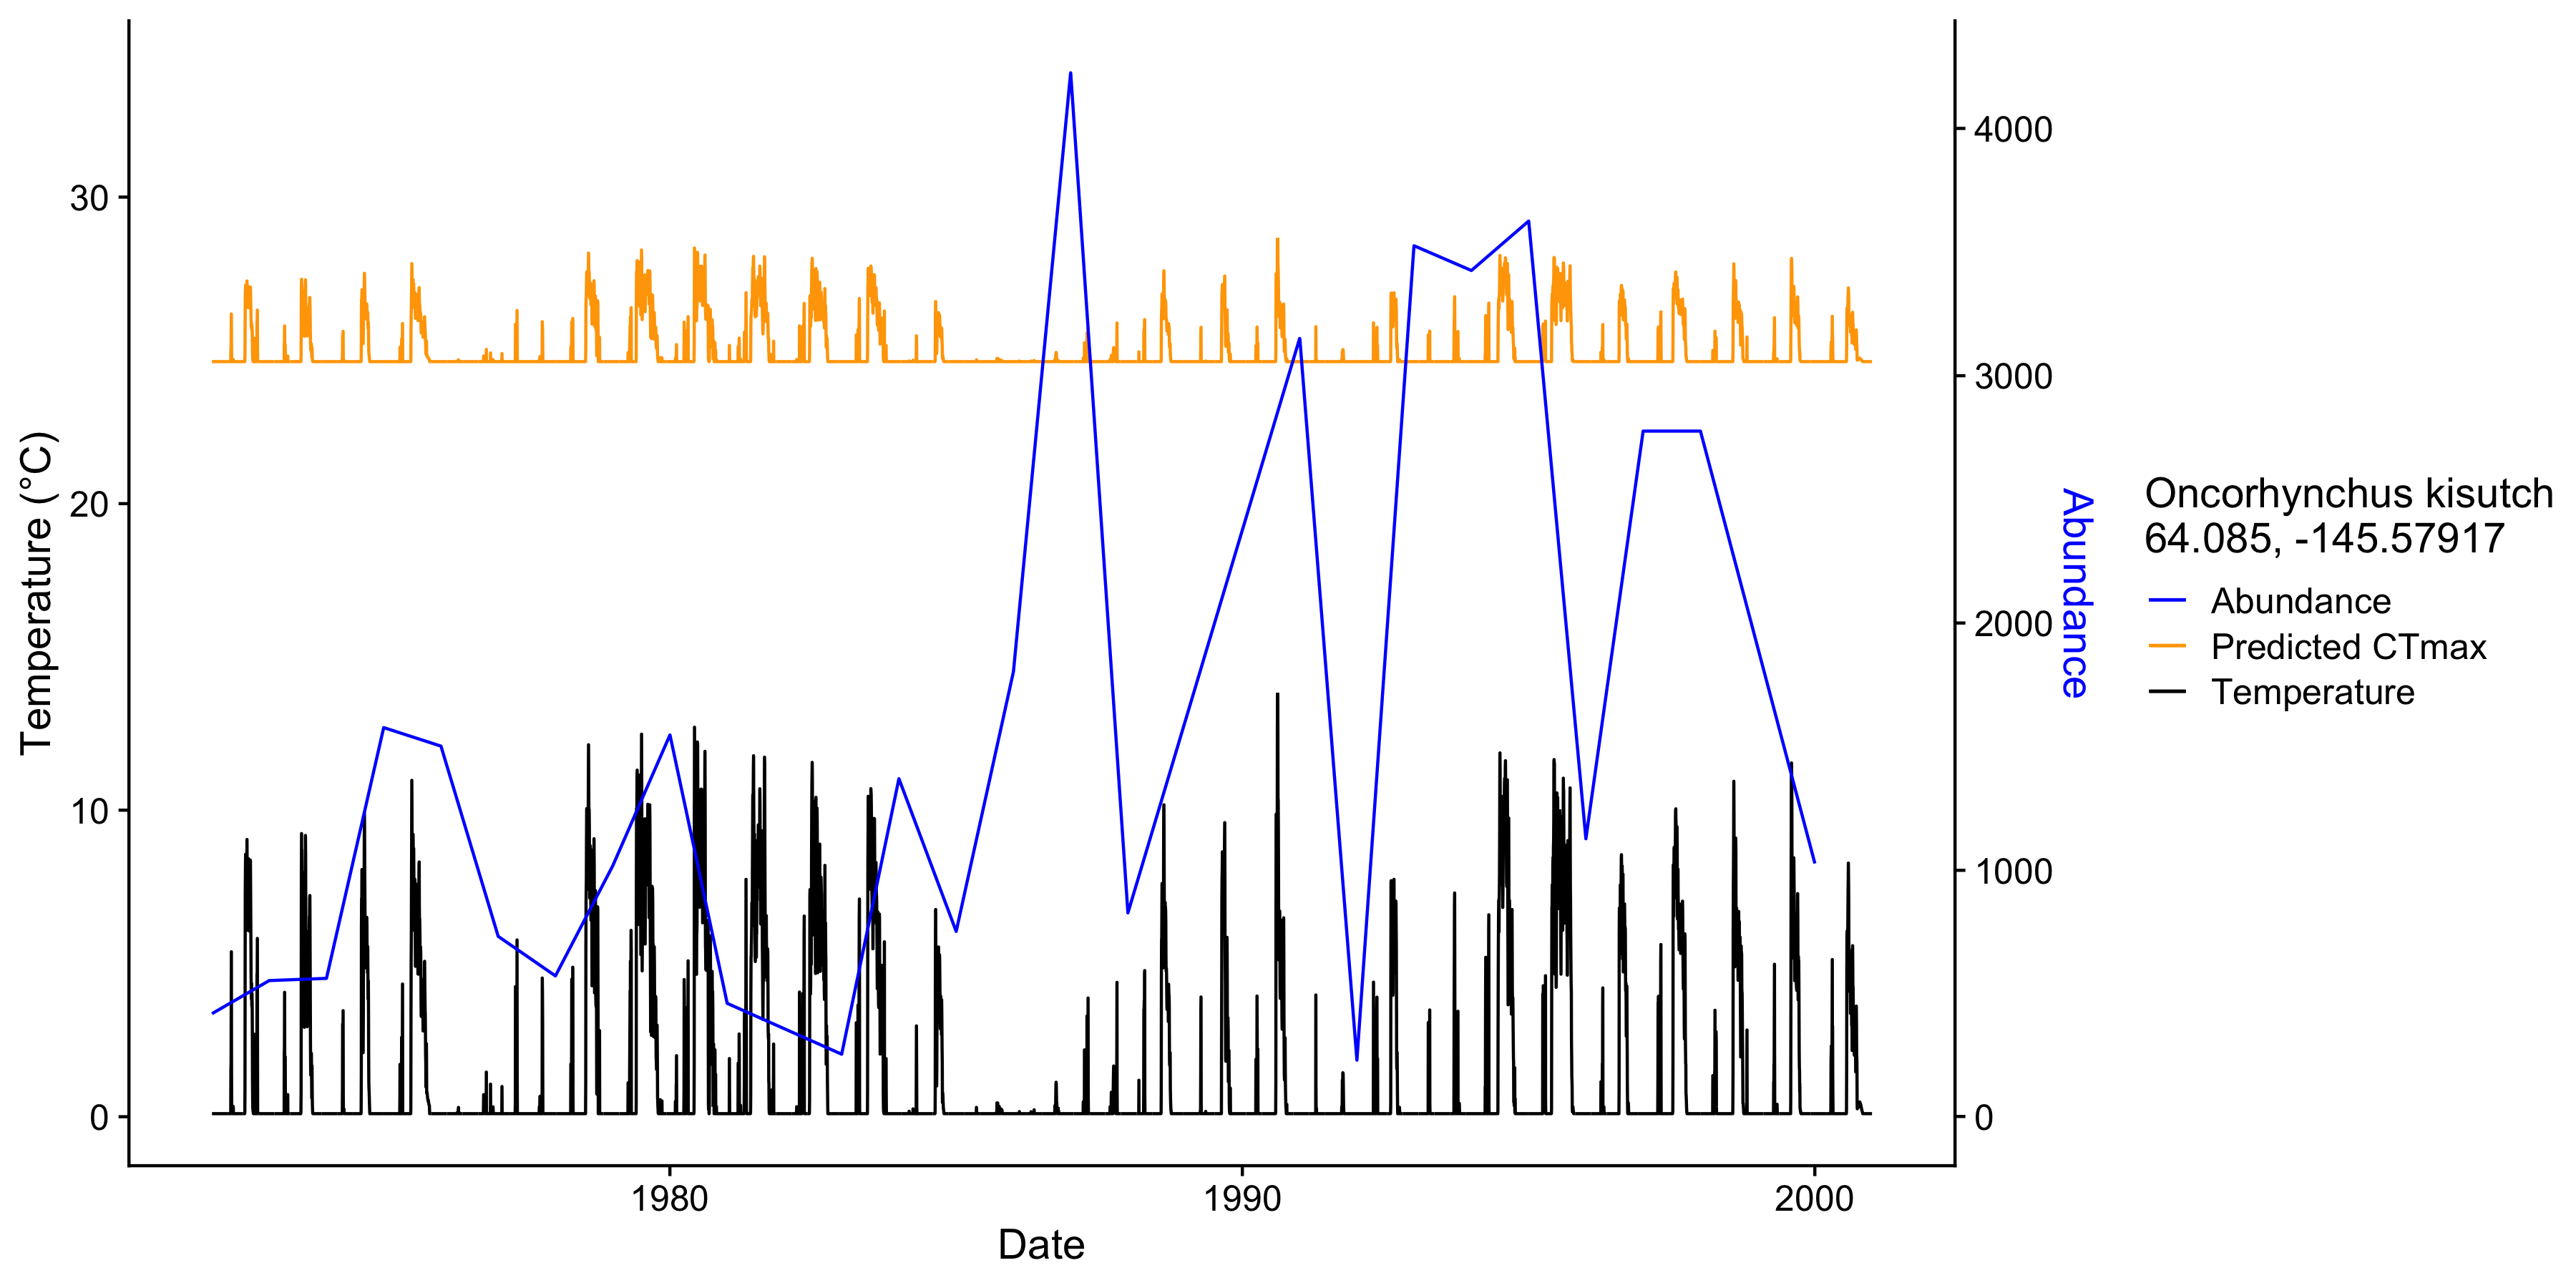 30
20
10
0
Temperature (°C)
1980
1990
2000
Date
4000
3000
2000
1000
0
Abundance
Oncorhynchus kisutch
64.085, -145.57917
Abundance
Predicted CTmax
Temperature